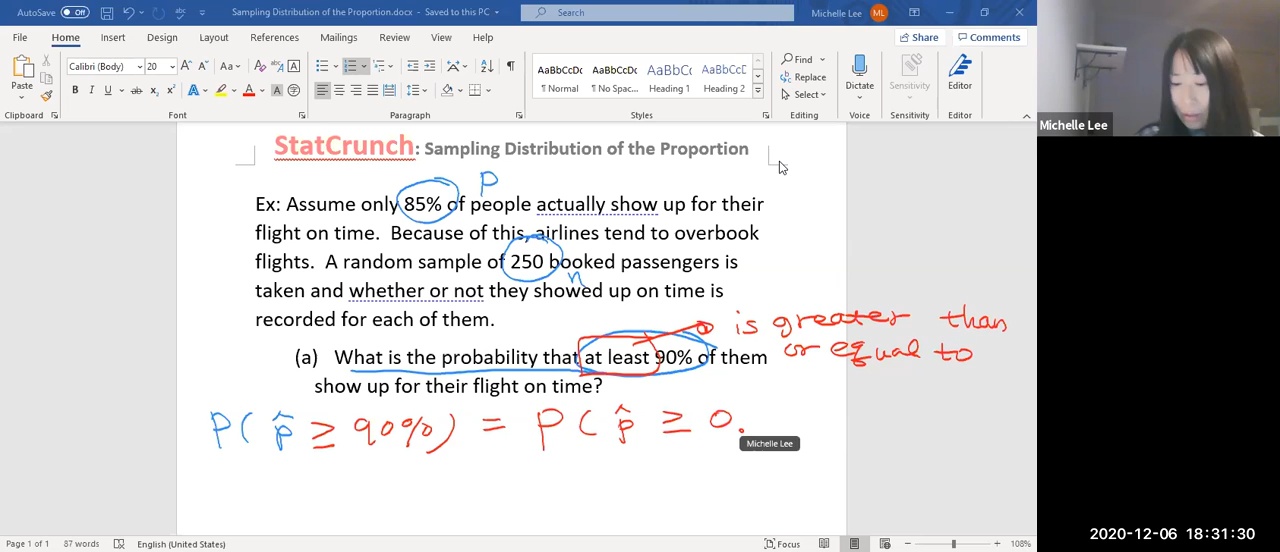 AutoSave Off Sampling Distribution of the Proportion.docx - Saved to this PC Search Michelle Lee ML
File Home Insert Design Layout References Mailings Review View Help Share Comments
Calibri (Body) 20
Paste
Find
Replace
Select
AaBbCcDc AaBbCcDc AaBbCcDc AaBbCcDc
¶ Normal ¶ No Spac... Heading 1 Heading 2
Dictate Sensitivity Editor
Clipboard Font Paragraph Styles Editing Voice Sensitivity Editor
Michelle Lee
StatCrunch: Sampling Distribution of the Proportion
p
Ex: Assume only 85% of people actually show up for their
flight on time. Because of this, airlines tend to overbook
flights. A random sample of 250 booked passengers is
n
taken and whether or not they showed up on time is
recorded for each of them.
is greater than
or equal to
(a) What is the probability that at least 90% of them
show up for their flight on time?
P( p̂ ≥ 90%) = P( p̂ ≥ 0.
Michelle Lee
2020-12-06 18:31:30
Page 1 of 1 87 words English (United States) Focus 108%